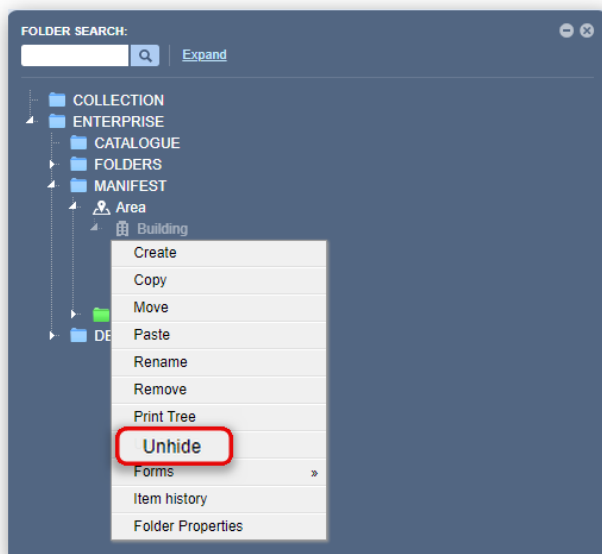 FOLDER SEARCH:
Expand
COLLECTION
ENTERPRISE
CATALOGUE
FOLDERS
MANIFEST
Area
Building
Create
Copy
Move
Paste
Rename
Remove
Print Tree
Unhide
Forms »
Item history
Folder Properties
DE